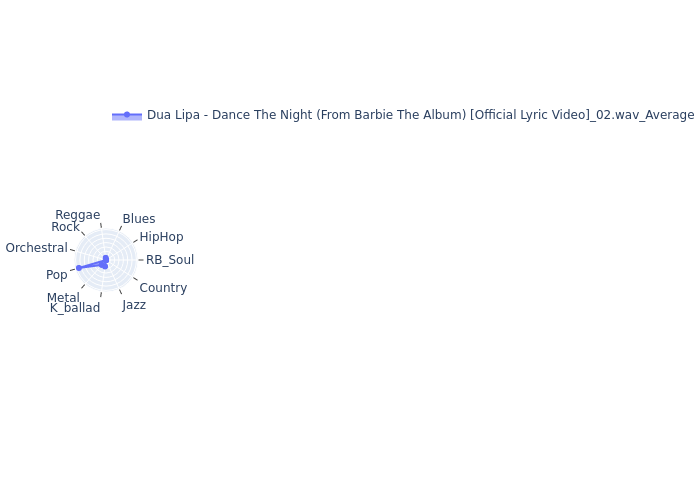 Dua Lipa - Dance The Night (From Barbie The Album) [Official Lyric Video]_02.wav_Average
Reggae
Blues
Rock
HipHop
Orchestral
RB_Soul
Pop
Country
Metal
Jazz
K_ballad